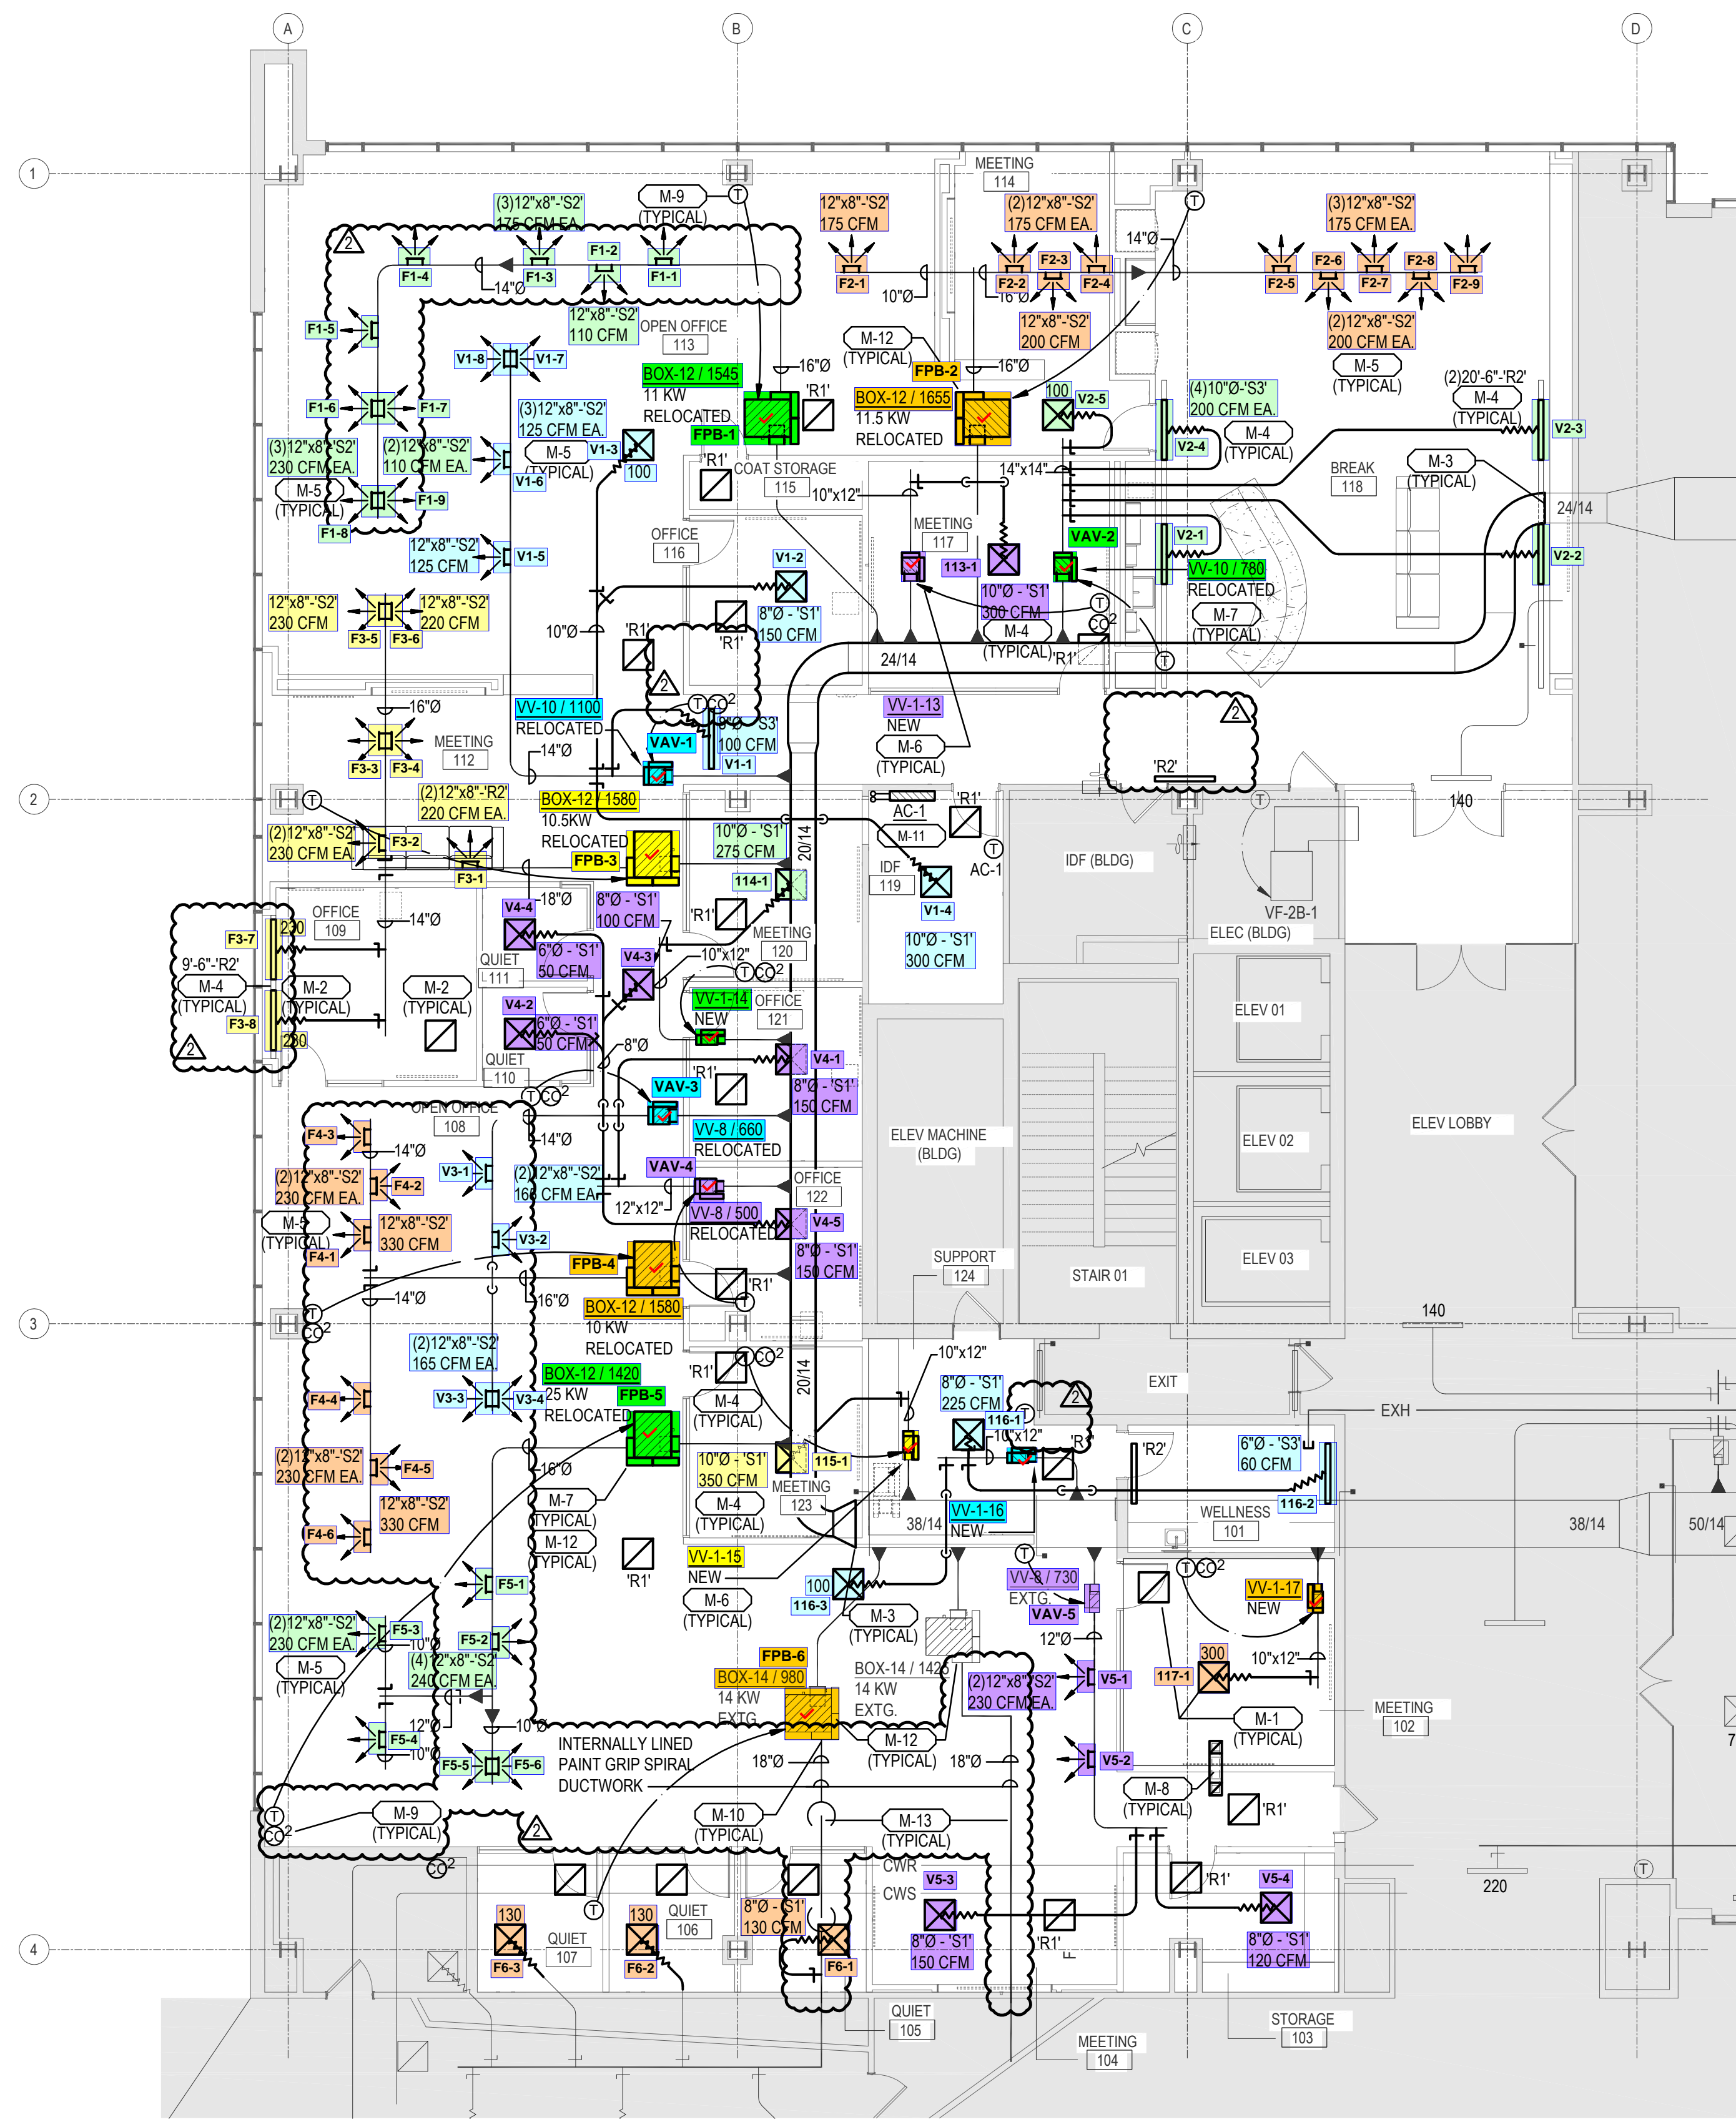 A
B
C
D
1
MEETING
114
M-9
(TYPICAL)
T
(3)12"x8"-'S2'
175 CFM EA.
12"x8"-'S2'
175 CFM
(2)12"x8"-'S2'
175 CFM EA.
(3)12"x8"-'S2'
175 CFM EA.
T
2
14"Ø
F1-4
F1-3
F1-2
F1-1
14"Ø
F2-1
10"Ø
F2-2
F2-3
F2-4
16"Ø
F2-5
F2-6
F2-7
F2-8
F2-9
F1-5
12"x8"-'S2'
110 CFM
OPEN OFFICE
113
12"x8"-'S2'
200 CFM
(2)12"x8"-'S2'
200 CFM EA.
M-5
(TYPICAL)
M-12
(TYPICAL)
V1-8
V1-7
16"Ø
16"Ø
BOX-12 / 1545
11 KW
RELOCATED
FPB-1
'R1'
FPB-2
BOX-12 / 1655
11.5 KW
RELOCATED
100
V2-5
(4)10"Ø-'S3'
200 CFM EA.
(2)20'-6"-'R2'
M-4
(TYPICAL)
F1-6
F1-7
(3)12"x8"-'S2'
125 CFM EA.
M-5
(TYPICAL)
V1-3
100
M-4
(TYPICAL)
V2-4
V2-3
(3)12"x8"-'S2'
230 CFM EA.
(2)12"x8"-'S2'
110 CFM EA.
M-5
(TYPICAL)
V1-6
'R1'
COAT STORAGE
115
14"x14"
10"x12"
BREAK
118
M-3
(TYPICAL)
24/14
F1-8
F1-9
OFFICE
116
MEETING
117
12"x8"-'S2'
125 CFM
V1-5
V1-2
113-1
VAV-2
V2-1
V2-2
VV-10 / 780
RELOCATED
12"x8"-'S2'
230 CFM
12"x8"-'S2'
220 CFM
F3-5
F3-6
10"Ø
8"Ø - 'S1'
150 CFM
'R1'
'R1'
10"Ø - 'S1'
300 CFM
M-4
(TYPICAL)
T
CO2
'R1'
M-7
(TYPICAL)
T
24/14
2
16"Ø
VV-10 / 1100
RELOCATED
T
CO2
8"Ø - 'S3'
100 CFM
VAV-1
V1-1
VV-1-13
NEW
M-6
(TYPICAL)
2
'R2'
MEETING
112
14"Ø
F3-3
F3-4
2
T
(2)12"x8"-'R2'
220 CFM EA.
BOX-12 / 1580
10.5KW
RELOCATED
FPB-3
AC-1
M-11
'R1'
T
AC-1
T
140
(2)12"x8"-'S2'
230 CFM EA.
F3-2
F3-1
10"Ø - 'S1'
275 CFM
20/14
IDF (BLDG)
VF-2B-1
114-1
IDF
119
V1-4
18"Ø
V4-4
8"Ø - 'S1'
100 CFM
'R1'
MEETING
120
10"Ø - 'S1'
300 CFM
ELEC (BLDG)
OFFICE
109
14"Ø
F3-7
230
9'-6"-'R2'
M-4
(TYPICAL)
M-2
(TYPICAL)
M-2
(TYPICAL)
QUIET
111
6"Ø - 'S1'
50 CFM
V4-3
10"x12"
T
CO2
VV-1-14
NEW
OFFICE
121
F3-8
230
2
V4-2
6"Ø - 'S1'
50 CFM
ELEV 01
QUIET
110
8"Ø
V4-1
'R1'
VAV-3
8"Ø - 'S1'
150 CFM
T
CO2
OPEN OFFICE
108
14"Ø
VV-8 / 660
RELOCATED
ELEV MACHINE
(BLDG)
ELEV 02
ELEV LOBBY
F4-3
14"Ø
V3-1
(2)12"x8"-'S2'
230 CFM EA.
F4-2
(2)12"x8"-'S2'
165 CFM EA.
VAV-4
OFFICE
122
12"x12"
VV-8 / 500
RELOCATED
V4-5
8"Ø - 'S1'
150 CFM
M-5
(TYPICAL)
12"x8"-'S2'
330 CFM
F4-1
V3-2
FPB-4
SUPPORT
124
STAIR 01
ELEV 03
'R1'
14"Ø
16"Ø
BOX-12 / 1580
10 KW
RELOCATED
T
3
T
CO2
140
(2)12"x8"-'S2'
165 CFM EA.
BOX-12 / 1420
25 KW
RELOCATED
FPB-5
'R1'
T
CO2
M-4
(TYPICAL)
20/14
10"x12"
EXIT
EXH
F4-4
V3-3
V3-4
8"Ø - 'S1'
225 CFM
2
T
116-1
10"x12"
'R1'
'R2'
6"Ø - 'S3'
60 CFM
(2)12"x8"-'S2'
230 CFM EA.
F4-5
16"Ø
10"Ø - 'S1'
350 CFM
115-1
MEETING
123
M-4
(TYPICAL)
M-7
(TYPICAL)
116-2
12"x8"-'S2'
330 CFM
F4-6
M-12
(TYPICAL)
38/14
VV-1-16
NEW
WELLNESS
101
38/14
50/14
'R1'
VV-1-15
NEW
M-6
(TYPICAL)
T
T
CO2
F5-1
100
116-3
VV-8 / 730
EXTG.
VAV-5
VV-1-17
NEW
M-3
(TYPICAL)
(2)12"x8"-'S2'
230 CFM EA.
F5-3
10"Ø
F5-2
12"Ø
10"x12"
M-5
(TYPICAL)
(4)12"x8"-'S2'
240 CFM EA.
FPB-6
BOX-14 / 980
14 KW
EXTG.
BOX-14 / 1425
14 KW
EXTG.
(2)12"x8"-'S2'
230 CFM EA.
V5-1
300
117-1
MEETING
102
M-1
(TYPICAL)
12"Ø
10"Ø
F5-4
10"Ø
INTERNALLY LINED
PAINT GRIP SPIRAL
DUCTWORK
M-12
(TYPICAL)
18"Ø
18"Ø
V5-2
F5-5
F5-6
M-8
(TYPICAL)
'R1'
T
CO2
M-9
(TYPICAL)
2
M-10
(TYPICAL)
M-13
(TYPICAL)
CO2
CWR
CWS
V5-3
'R1'
V5-4
T
220
130
T
130
QUIET
106
8"Ø - 'S1'
130 CFM
4
QUIET
107
8"Ø - 'S1'
150 CFM
'R1'
8"Ø - 'S1'
120 CFM
F6-3
F6-2
F6-1
QUIET
105
MEETING
104
STORAGE
103